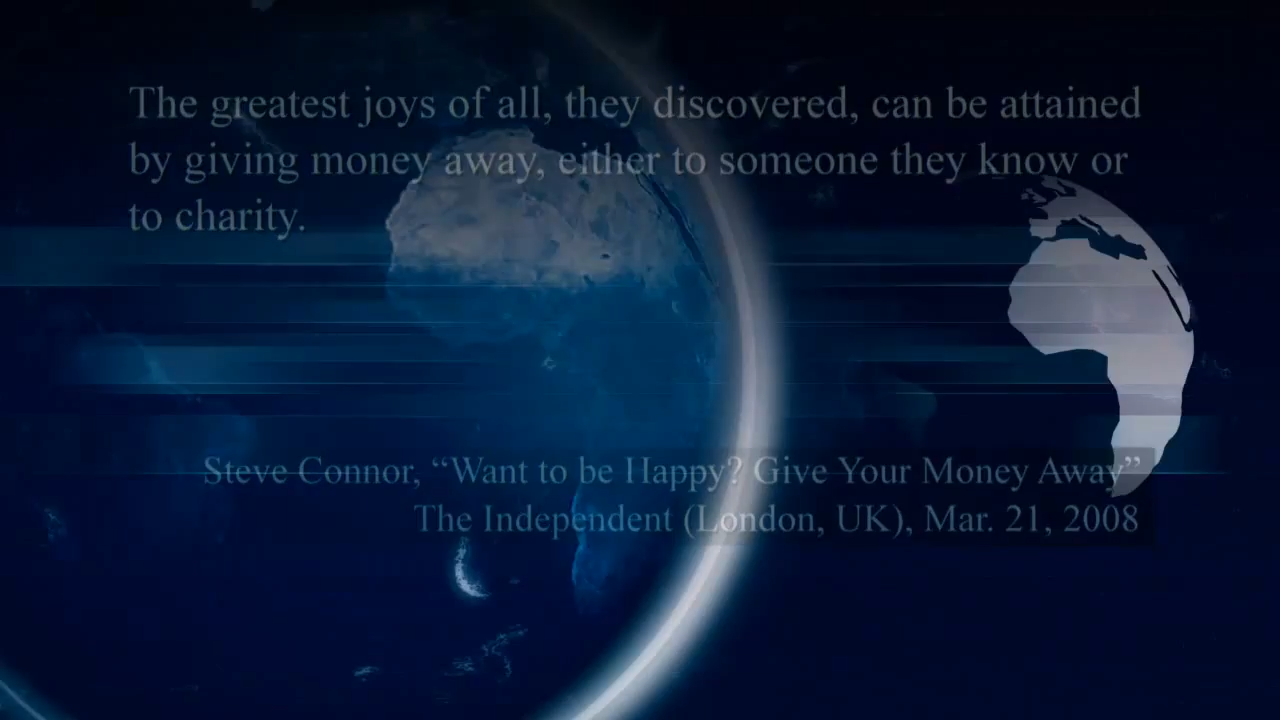 The greatest joys of all, they discovered, can be attained
by giving money away, either to someone they know or
to charity.
Steve Connor, “Want to be Happy? Give Your Money Away”
The Independent (London, UK), Mar. 21, 2008